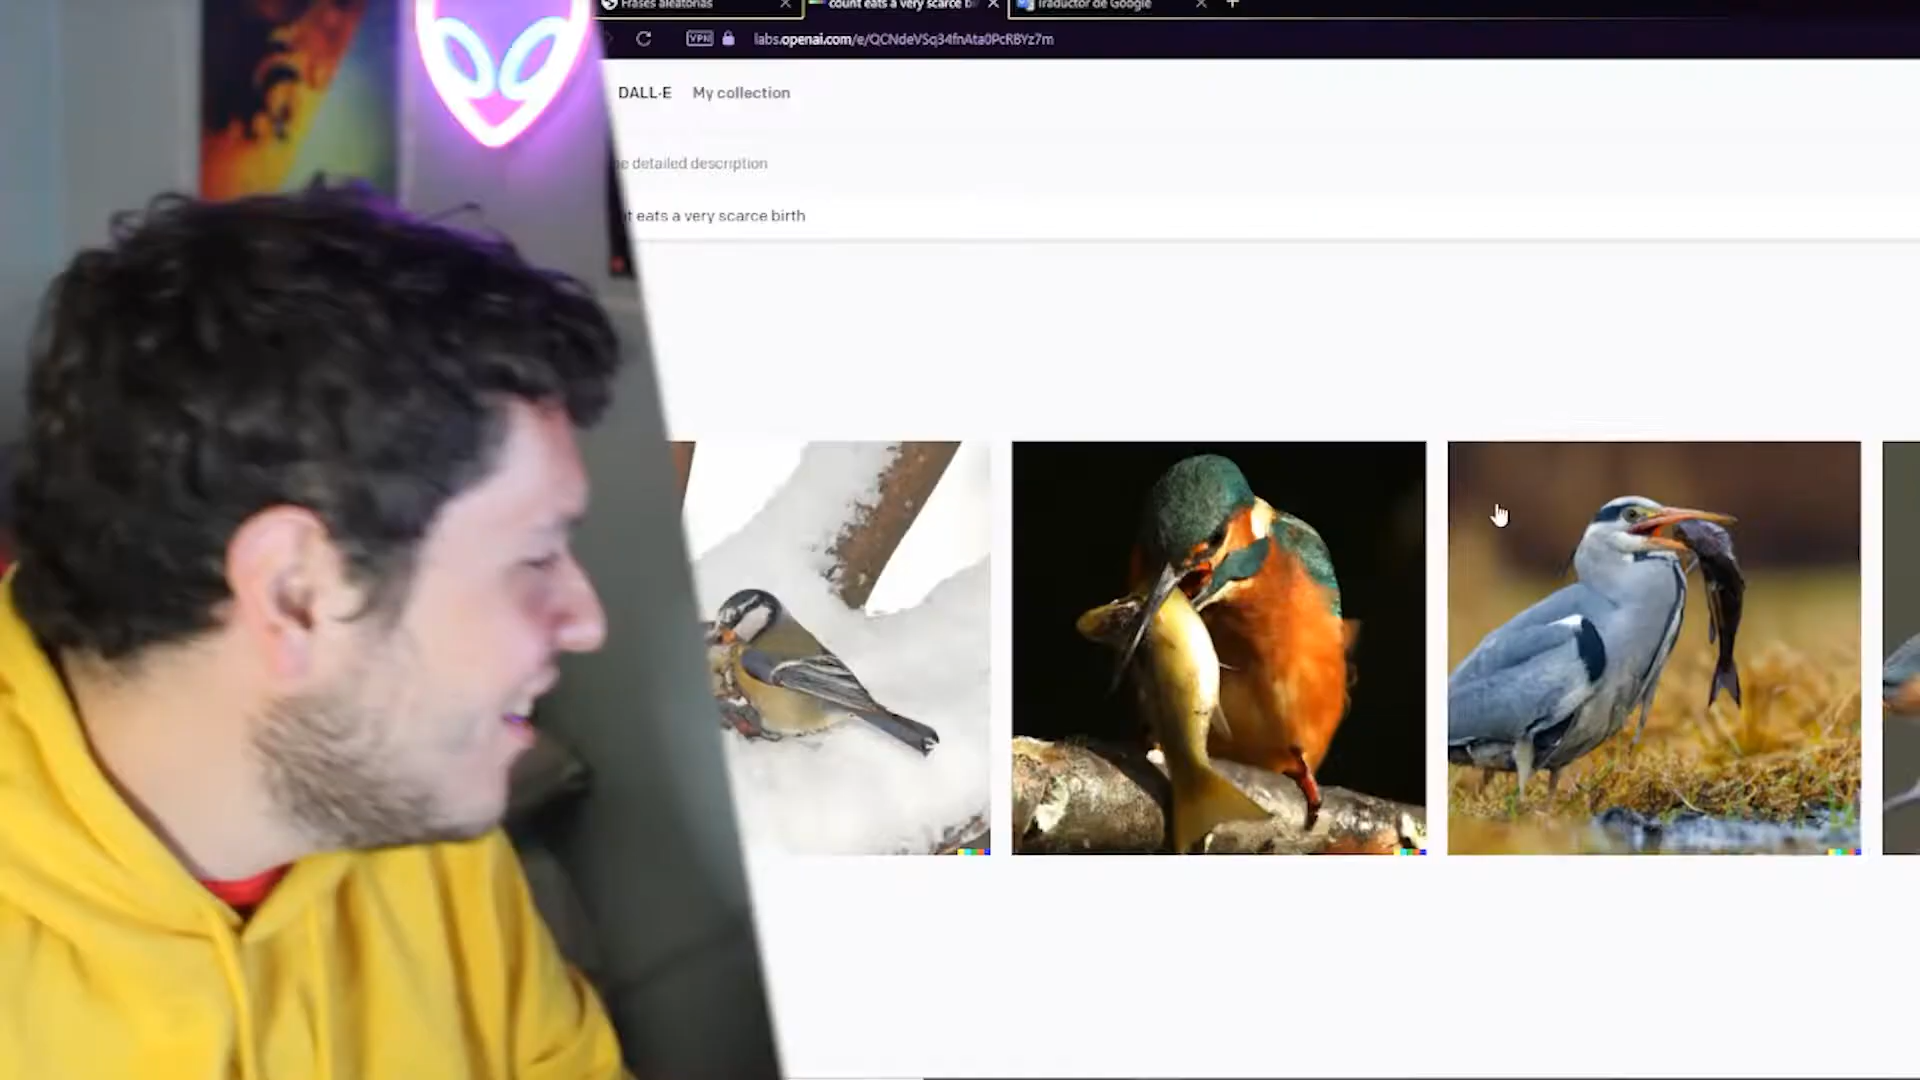 Frases aleatorias
count eats a very scarce bi
Traductor de Google
VPN
labs.openai.com/e/QCNdeVSq34fnAta0PcRBYz7m
DALL·E My collection
detailed description
eats a very scarce birth